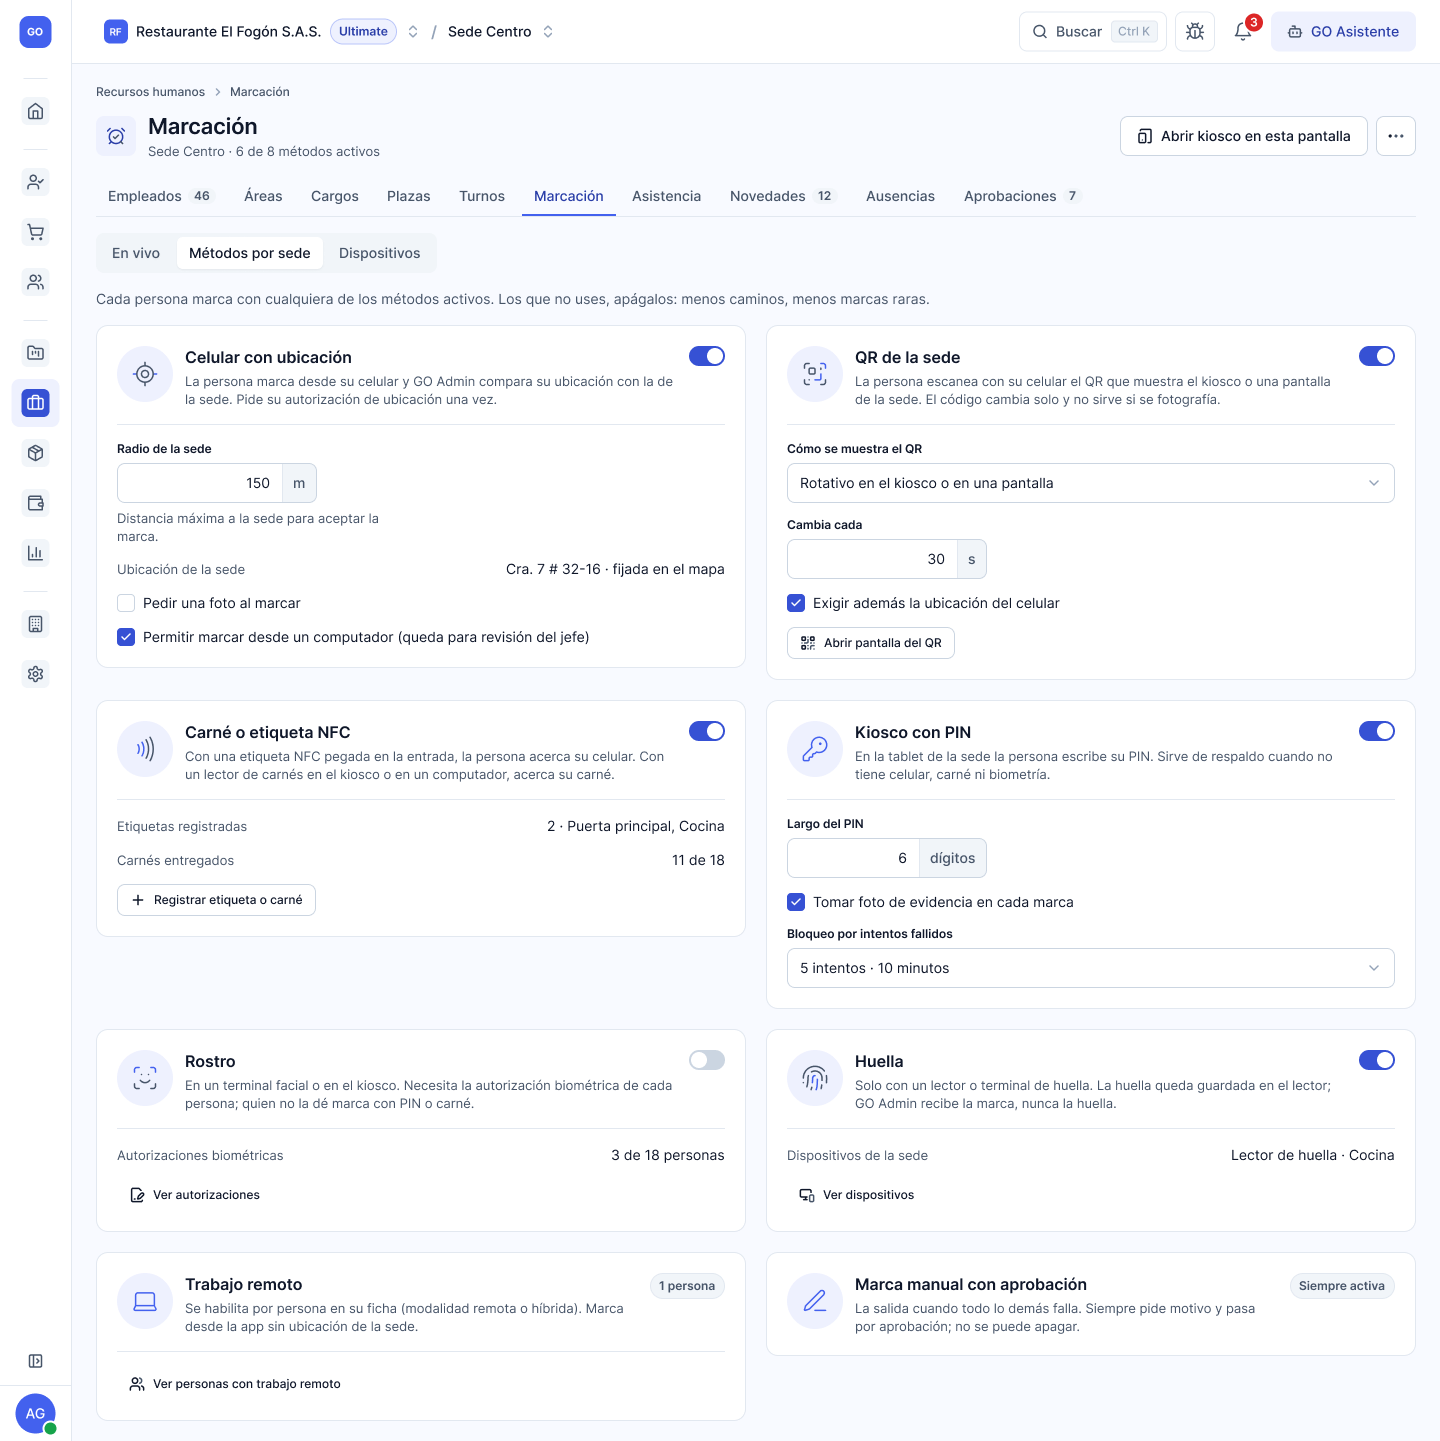 GO
RF Restaurante El Fogón S.A.S. Ultimate / Sede Centro
Buscar Ctrl K
3
GO Asistente
Recursos humanos > Marcación
Marcación
Sede Centro · 6 de 8 métodos activos
Abrir kiosco en esta pantalla
Empleados 46 Áreas Cargos Plazas Turnos Marcación Asistencia Novedades 12 Ausencias Aprobaciones 7
En vivo Métodos por sede Dispositivos
Cada persona marca con cualquiera de los métodos activos. Los que no uses, apágalos: menos caminos, menos marcas raras.
Celular con ubicación
La persona marca desde su celular y GO Admin compara su ubicación con la de
la sede. Pide su autorización de ubicación una vez.
Radio de la sede
150 m
Distancia máxima a la sede para aceptar la
marca.
Ubicación de la sede Cra. 7 # 32-16 · fijada en el mapa
Pedir una foto al marcar
Permitir marcar desde un computador (queda para revisión del jefe)
QR de la sede
La persona escanea con su celular el QR que muestra el kiosco o una pantalla
de la sede. El código cambia solo y no sirve si se fotografía.
Cómo se muestra el QR
Rotativo en el kiosco o en una pantalla
Cambia cada
30 s
Exigir además la ubicación del celular
Abrir pantalla del QR
Carné o etiqueta NFC
Con una etiqueta NFC pegada en la entrada, la persona acerca su celular. Con
un lector de carnés en el kiosco o en un computador, acerca su carné.
Etiquetas registradas 2 · Puerta principal, Cocina
Carnés entregados 11 de 18
Registrar etiqueta o carné
Kiosco con PIN
En la tablet de la sede la persona escribe su PIN. Sirve de respaldo cuando no
tiene celular, carné ni biometría.
Largo del PIN
6 dígitos
Tomar foto de evidencia en cada marca
Bloqueo por intentos fallidos
5 intentos · 10 minutos
Rostro
En un terminal facial o en el kiosco. Necesita la autorización biométrica de cada
persona; quien no la dé marca con PIN o carné.
Autorizaciones biométricas 3 de 18 personas
Ver autorizaciones
Huella
Solo con un lector o terminal de huella. La huella queda guardada en el lector;
GO Admin recibe la marca, nunca la huella.
Dispositivos de la sede Lector de huella · Cocina
Ver dispositivos
Trabajo remoto 1 persona
Se habilita por persona en su ficha (modalidad remota o híbrida). Marca
desde la app sin ubicación de la sede.
Ver personas con trabajo remoto
Marca manual con aprobación Siempre activa
La salida cuando todo lo demás falla. Siempre pide motivo y pasa
por aprobación; no se puede apagar.
AG